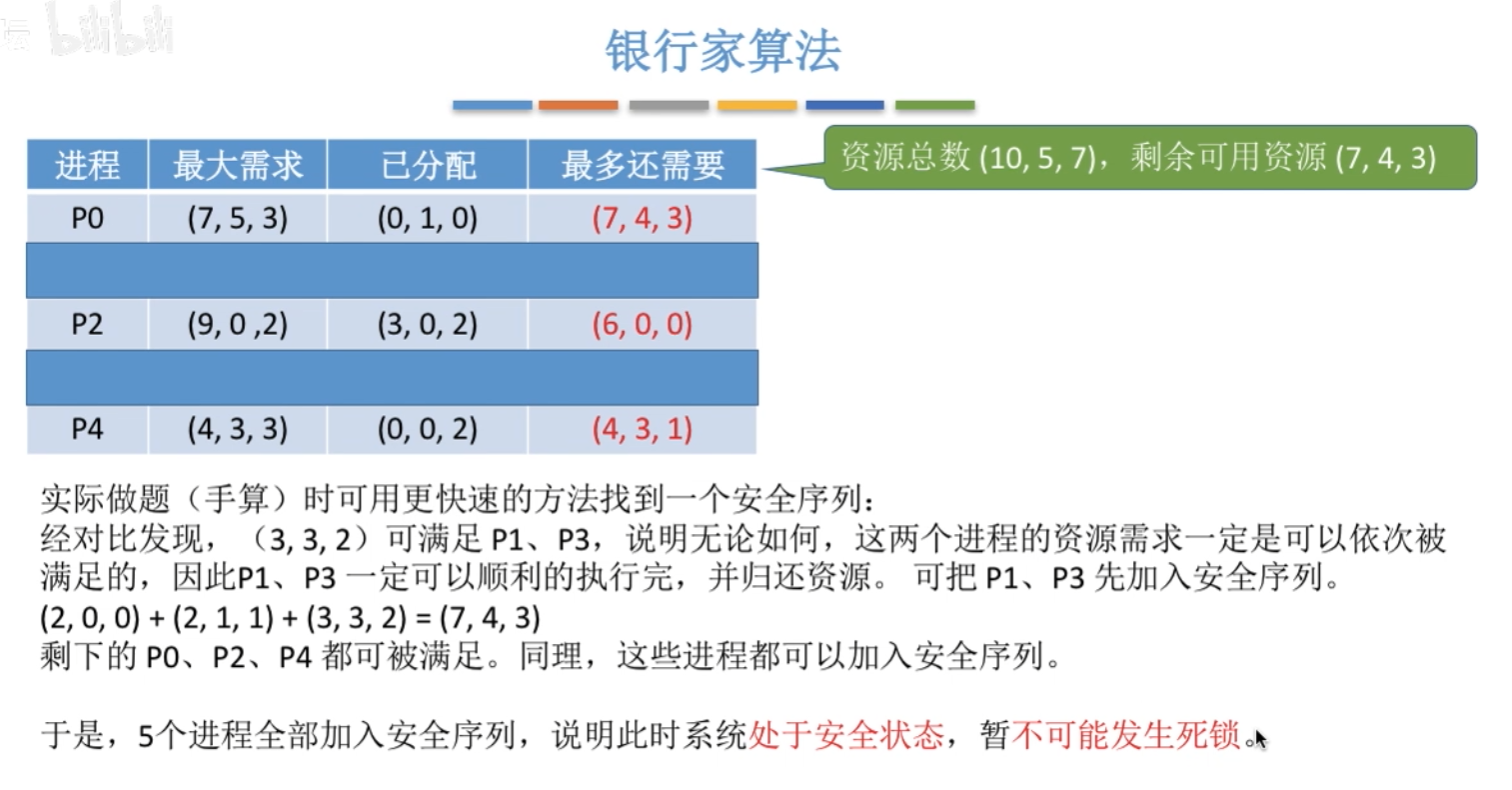 坛 bilibili
银行家算法
资源总数 (10, 5, 7)，剩余可用资源 (7, 4, 3)
进程 最大需求 已分配 最多还需要
P0 (7, 5, 3) (0, 1, 0) (7, 4, 3)
P2 (9, 0 ,2) (3, 0, 2) (6, 0, 0)
P4 (4, 3, 3) (0, 0, 2) (4, 3, 1)
实际做题（手算）时可用更快速的方法找到一个安全序列：
经对比发现，（3, 3, 2）可满足 P1、P3，说明无论如何，这两个进程的资源需求一定是可以依次被
满足的，因此P1、P3 一定可以顺利的执行完，并归还资源。 可把 P1、P3 先加入安全序列。
(2, 0, 0) + (2, 1, 1) + (3, 3, 2) = (7, 4, 3)
剩下的 P0、P2、P4 都可被满足。同理，这些进程都可以加入安全序列。
于是，5个进程全部加入安全序列，说明此时系统处于安全状态，暂不可能发生死锁。